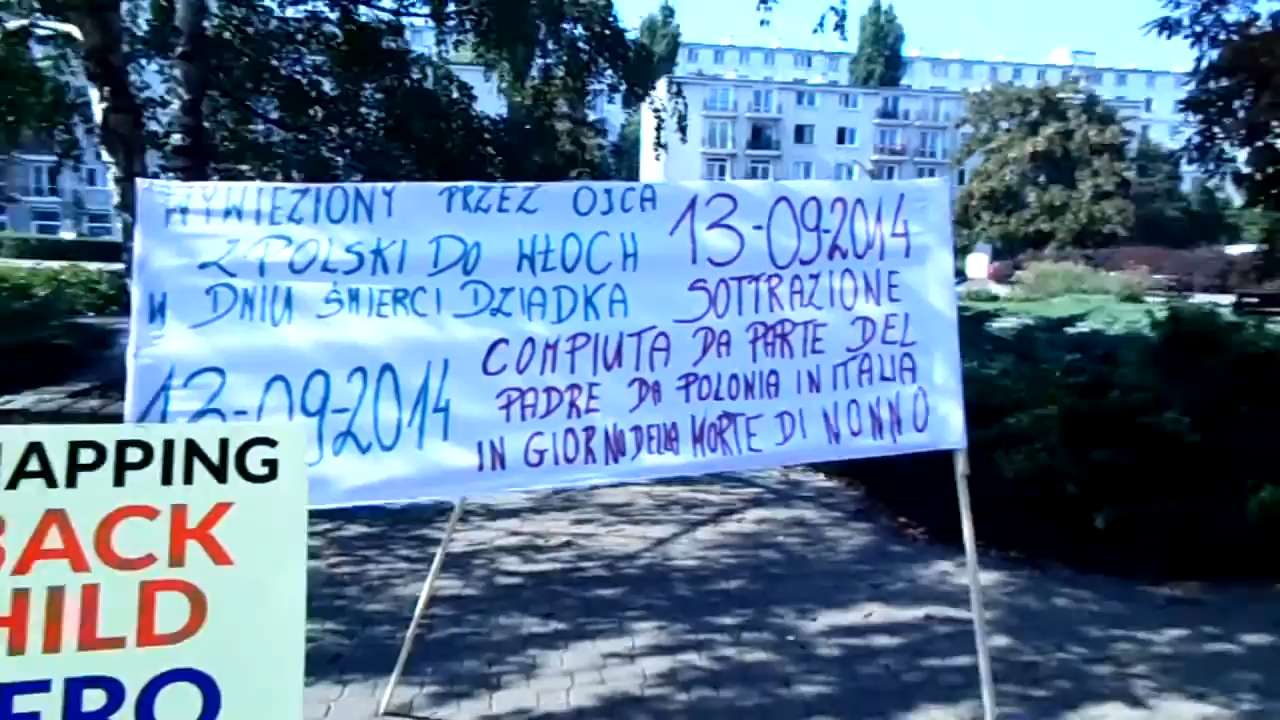 WYWIEZIONY PRZEZ OJCA
Z POLSKI DO WŁOCH
W DNIU ŚMIERCI DZIADKA
13-09-2014
13-09-2014
SOTTRAZIONE
COMPIUTA DA PARTE DEL
PADRE DA POLONIA IN ITALIA
IN GIORNO DELLA MORTE DI NONNO
APPING
BACK
HILD
ERO